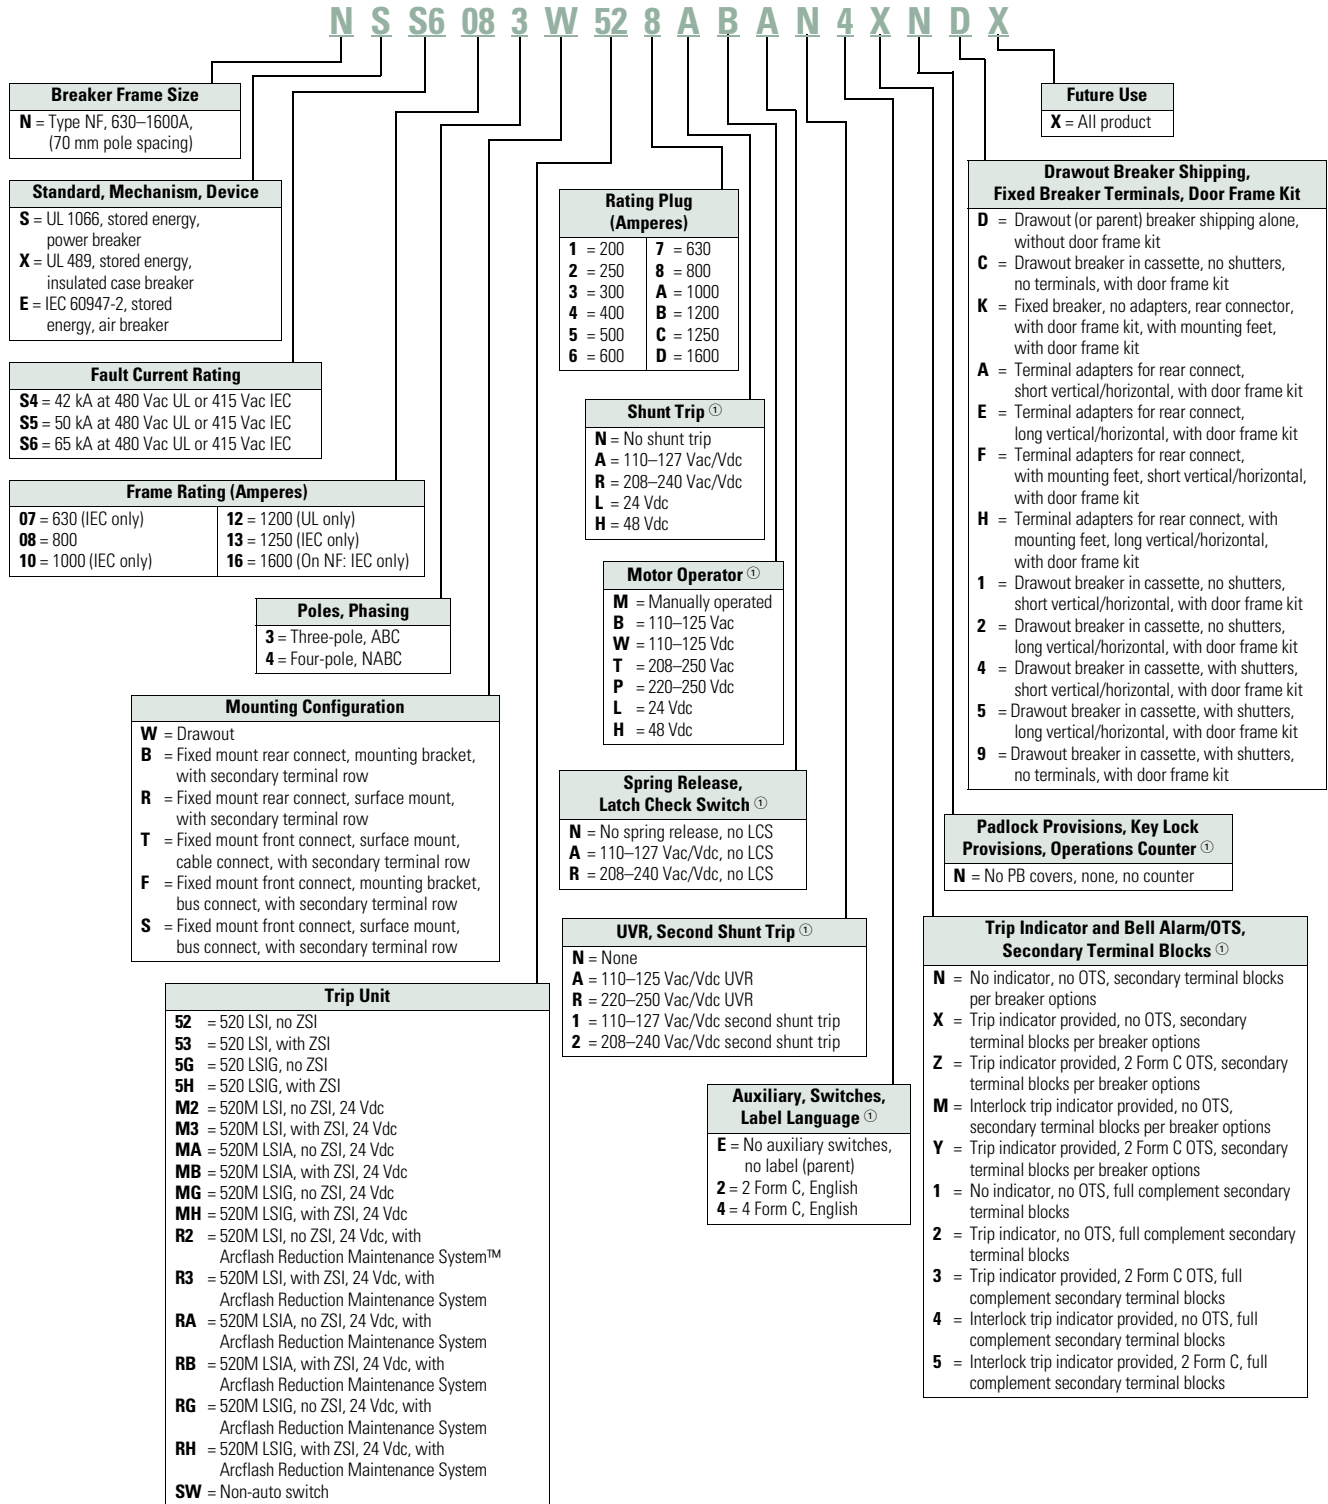 N S S6 08 3 W 52 8 A B A N 4 X N D X
Breaker Frame Size
N = Type NF, 630–1600A,
(70 mm pole spacing)
Standard, Mechanism, Device
S = UL 1066, stored energy,
power breaker
X = UL 489, stored energy,
insulated case breaker
E = IEC 60947-2, stored
energy, air breaker
Fault Current Rating
S4 = 42 kA at 480 Vac UL or 415 Vac IEC
S5 = 50 kA at 480 Vac UL or 415 Vac IEC
S6 = 65 kA at 480 Vac UL or 415 Vac IEC
Frame Rating (Amperes)
07 = 630 (IEC only)
08 = 800
10 = 1000 (IEC only)
12 = 1200 (UL only)
13 = 1250 (IEC only)
16 = 1600 (On NF: IEC only)
Poles, Phasing
3 = Three-pole, ABC
4 = Four-pole, NABC
Mounting Configuration
W = Drawout
B = Fixed mount rear connect, mounting bracket,
with secondary terminal row
R = Fixed mount rear connect, surface mount,
with secondary terminal row
T = Fixed mount front connect, surface mount,
cable connect, with secondary terminal row
F = Fixed mount front connect, mounting bracket,
bus connect, with secondary terminal row
S = Fixed mount front connect, surface mount,
bus connect, with secondary terminal row
Trip Unit
52 = 520 LSI, no ZSI
53 = 520 LSI, with ZSI
5G = 520 LSIG, no ZSI
5H = 520 LSIG, with ZSI
M2 = 520M LSI, no ZSI, 24 Vdc
M3 = 520M LSI, with ZSI, 24 Vdc
MA = 520M LSIA, no ZSI, 24 Vdc
MB = 520M LSIA, with ZSI, 24 Vdc
MG = 520M LSIG, no ZSI, 24 Vdc
MH = 520M LSIG, with ZSI, 24 Vdc
R2 = 520M LSI, no ZSI, 24 Vdc, with
Arcflash Reduction Maintenance System™
R3 = 520M LSI, with ZSI, 24 Vdc, with
Arcflash Reduction Maintenance System
RA = 520M LSIA, no ZSI, 24 Vdc, with
Arcflash Reduction Maintenance System
RB = 520M LSIA, with ZSI, 24 Vdc, with
Arcflash Reduction Maintenance System
RG = 520M LSIG, no ZSI, 24 Vdc, with
Arcflash Reduction Maintenance System
RH = 520M LSIG, with ZSI, 24 Vdc, with
Arcflash Reduction Maintenance System
SW = Non-auto switch
Rating Plug
(Amperes)
1 = 200
2 = 250
3 = 300
4 = 400
5 = 500
6 = 600
7 = 630
8 = 800
A = 1000
B = 1200
C = 1250
D = 1600
Shunt Trip ①
N = No shunt trip
A = 110–127 Vac/Vdc
R = 208–240 Vac/Vdc
L = 24 Vdc
H = 48 Vdc
Motor Operator ①
M = Manually operated
B = 110–125 Vac
W = 110–125 Vdc
T = 208–250 Vac
P = 220–250 Vdc
L = 24 Vdc
H = 48 Vdc
Spring Release,
Latch Check Switch ①
N = No spring release, no LCS
A = 110–127 Vac/Vdc, no LCS
R = 208–240 Vac/Vdc, no LCS
UVR, Second Shunt Trip ①
N = None
A = 110–125 Vac/Vdc UVR
R = 220–250 Vac/Vdc UVR
1 = 110–127 Vac/Vdc second shunt trip
2 = 208–240 Vac/Vdc second shunt trip
Auxiliary, Switches,
Label Language ①
E = No auxiliary switches,
no label (parent)
2 = 2 Form C, English
4 = 4 Form C, English
Future Use
X = All product
Drawout Breaker Shipping,
Fixed Breaker Terminals, Door Frame Kit
D = Drawout (or parent) breaker shipping alone,
without door frame kit
C = Drawout breaker in cassette, no shutters,
no terminals, with door frame kit
K = Fixed breaker, no adapters, rear connector,
with door frame kit, with mounting feet,
with door frame kit
A = Terminal adapters for rear connect,
short vertical/horizontal, with door frame kit
E = Terminal adapters for rear connect,
long vertical/horizontal, with door frame kit
F = Terminal adapters for rear connect,
with mounting feet, short vertical/horizontal,
with door frame kit
H = Terminal adapters for rear connect, with
mounting feet, long vertical/horizontal,
with door frame kit
1 = Drawout breaker in cassette, no shutters,
short vertical/horizontal, with door frame kit
2 = Drawout breaker in cassette, no shutters,
long vertical/horizontal, with door frame kit
4 = Drawout breaker in cassette, with shutters,
short vertical/horizontal, with door frame kit
5 = Drawout breaker in cassette, with shutters,
long vertical/horizontal, with door frame kit
9 = Drawout breaker in cassette, with shutters,
no terminals, with door frame kit
Padlock Provisions, Key Lock
Provisions, Operations Counter ①
N = No PB covers, none, no counter
Trip Indicator and Bell Alarm/OTS,
Secondary Terminal Blocks ①
N = No indicator, no OTS, secondary terminal blocks
per breaker options
X = Trip indicator provided, no OTS, secondary
terminal blocks per breaker options
Z = Trip indicator provided, 2 Form C OTS, secondary
terminal blocks per breaker options
M = Interlock trip indicator provided, no OTS,
secondary terminal blocks per breaker options
Y = Trip indicator provided, 2 Form C OTS, secondary
terminal blocks per breaker options
1 = No indicator, no OTS, full complement secondary
terminal blocks
2 = Trip indicator, no OTS, full complement secondary
terminal blocks
3 = Trip indicator provided, 2 Form C OTS, full
complement secondary terminal blocks
4 = Interlock trip indicator provided, no OTS, full
complement secondary terminal blocks
5 = Interlock trip indicator provided, 2 Form C, full
complement secondary terminal blocks